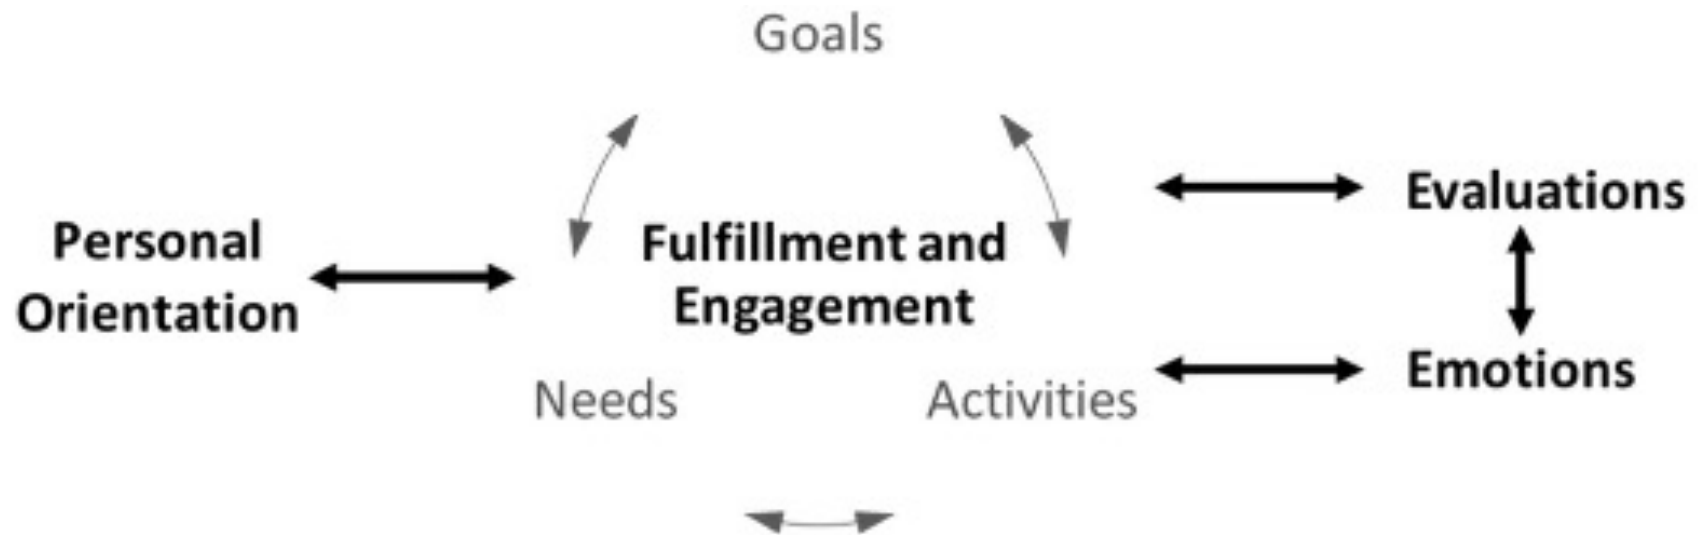 Goals
Evaluations
Personal
Orientation
Fulfillment and
Engagement
Emotions
Needs
Activities